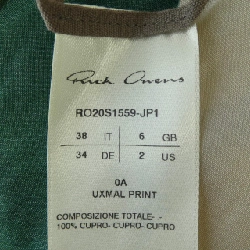 Rick Owens
RO20S1559-JP1
38 IT 6 GB
34 DE 2 US
0A
UXMAL PRINT
COMPOSIZIONE TOTALE- -
100% CUPRO- CUPRO- CUPRO